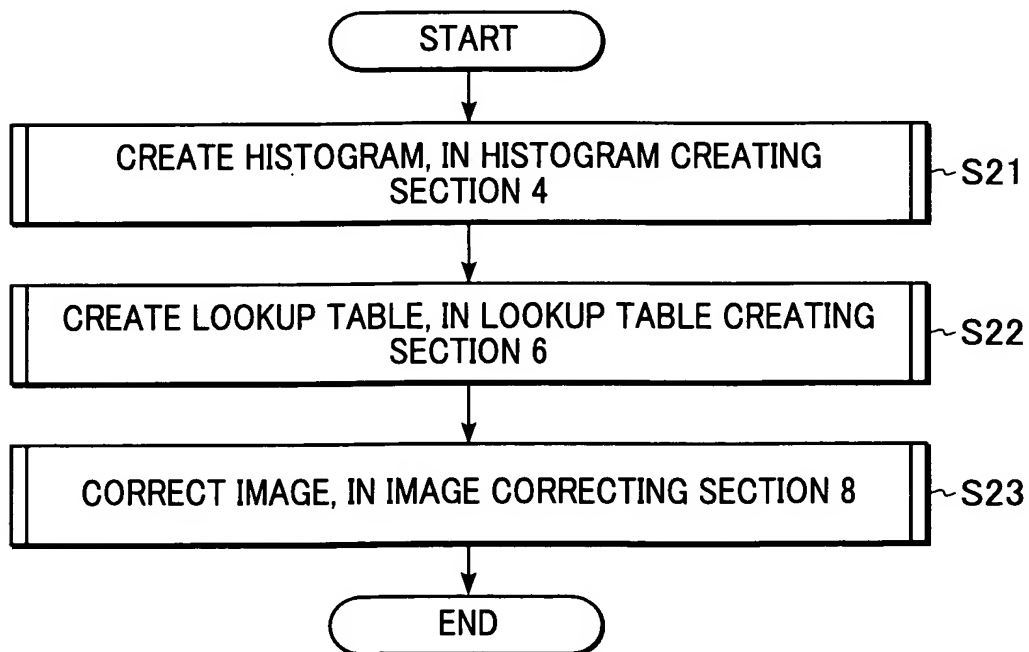 START
CREATE HISTOGRAM, IN HISTOGRAM CREATING
SECTION 4
S21
CREATE LOOKUP TABLE, IN LOOKUP TABLE CREATING
SECTION 6
S22
CORRECT IMAGE, IN IMAGE CORRECTING SECTION 8
S23
END